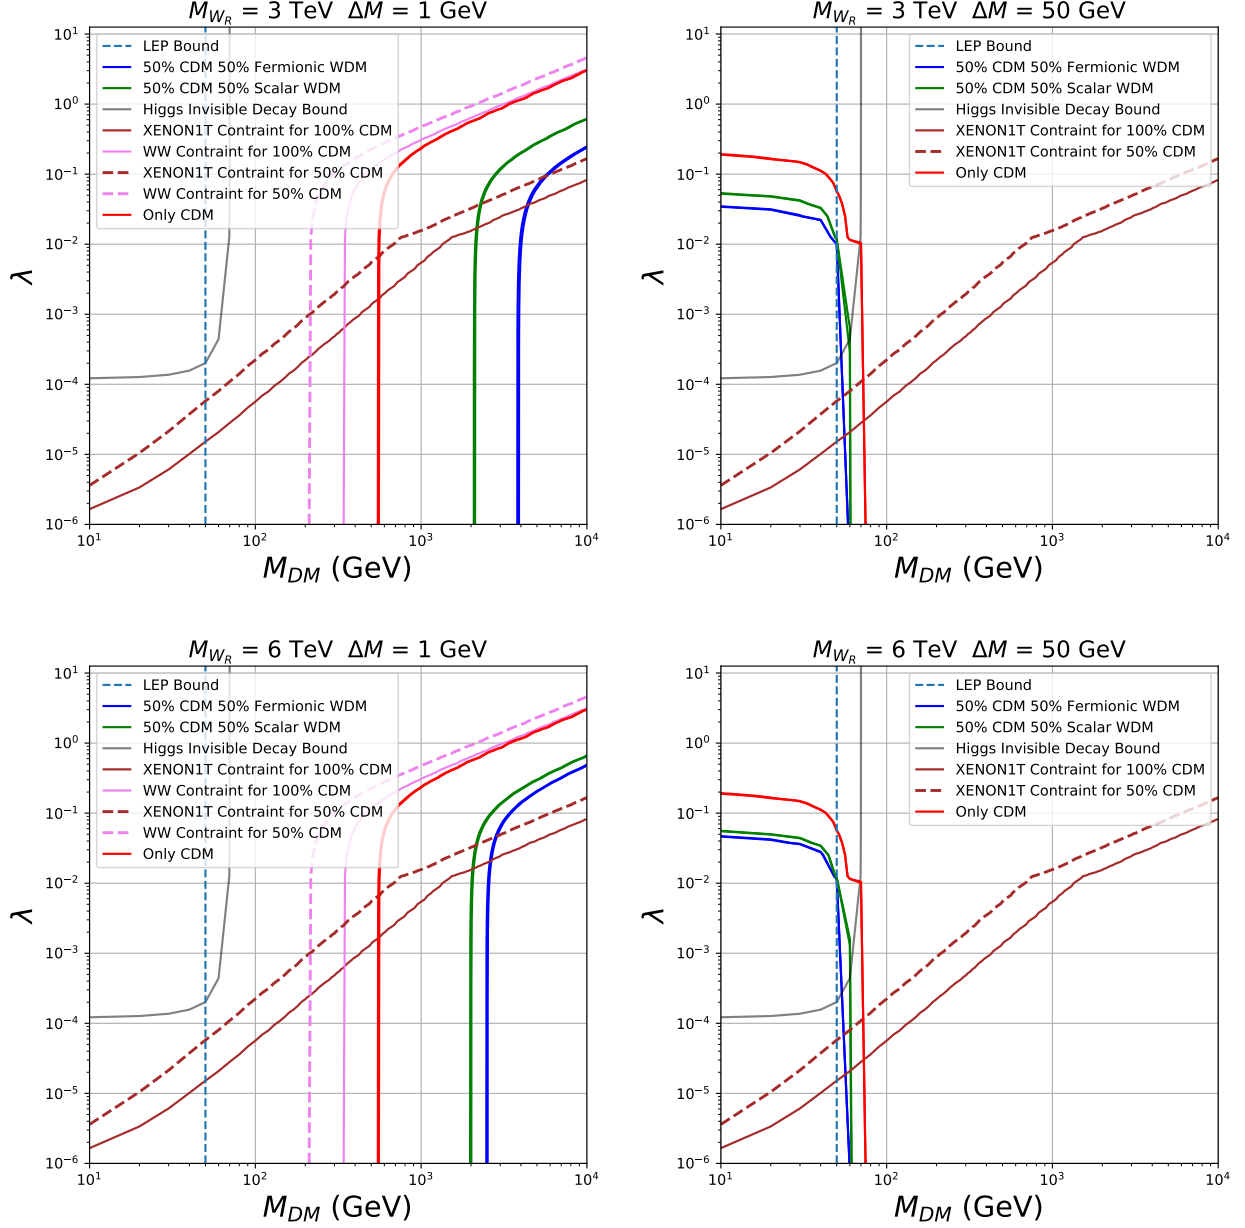 M_{W_R} = 3 TeV ΔM = 1 GeV
10^1
10^0
10^{-1}
10^{-2}
10^{-3}
10^{-4}
10^{-5}
10^{-6}
λ
LEP Bound
50% CDM 50% Fermionic WDM
50% CDM 50% Scalar WDM
Higgs Invisible Decay Bound
XENON1T Contraint for 100% CDM
WW Contraint for 100% CDM
XENON1T Contraint for 50% CDM
WW Contraint for 50% CDM
Only CDM
10^1
10^2
10^3
10^4
M_{DM} (GeV)
M_{W_R} = 3 TeV ΔM = 50 GeV
10^1
10^0
10^{-1}
10^{-2}
10^{-3}
10^{-4}
10^{-5}
10^{-6}
λ
LEP Bound
50% CDM 50% Fermionic WDM
50% CDM 50% Scalar WDM
Higgs Invisible Decay Bound
XENON1T Contraint for 100% CDM
XENON1T Contraint for 50% CDM
Only CDM
10^1
10^2
10^3
10^4
M_{DM} (GeV)
M_{W_R} = 6 TeV ΔM = 1 GeV
10^1
10^0
10^{-1}
10^{-2}
10^{-3}
10^{-4}
10^{-5}
10^{-6}
λ
LEP Bound
50% CDM 50% Fermionic WDM
50% CDM 50% Scalar WDM
Higgs Invisible Decay Bound
XENON1T Contraint for 100% CDM
WW Contraint for 100% CDM
XENON1T Contraint for 50% CDM
WW Contraint for 50% CDM
Only CDM
10^1
10^2
10^3
10^4
M_{DM} (GeV)
M_{W_R} = 6 TeV ΔM = 50 GeV
10^1
10^0
10^{-1}
10^{-2}
10^{-3}
10^{-4}
10^{-5}
10^{-6}
λ
LEP Bound
50% CDM 50% Fermionic WDM
50% CDM 50% Scalar WDM
Higgs Invisible Decay Bound
XENON1T Contraint for 100% CDM
XENON1T Contraint for 50% CDM
Only CDM
10^1
10^2
10^3
10^4
M_{DM} (GeV)